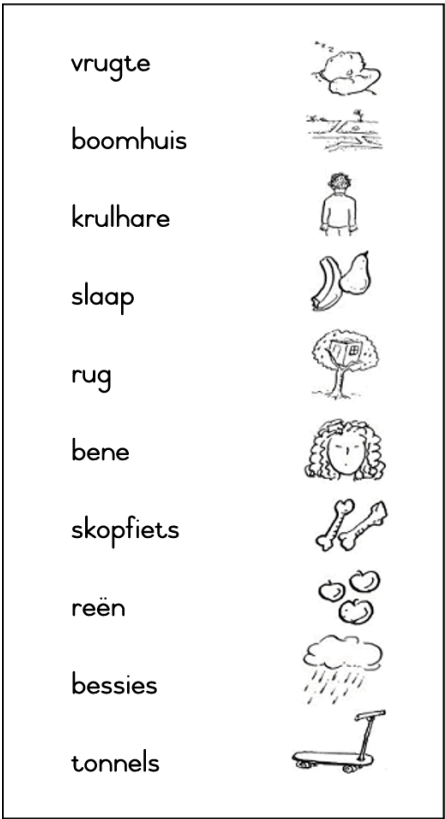 vrugte
z z z
boomhuis
krulhare
slaap
rug
bene
skopfiets
reën
bessies
tonnels